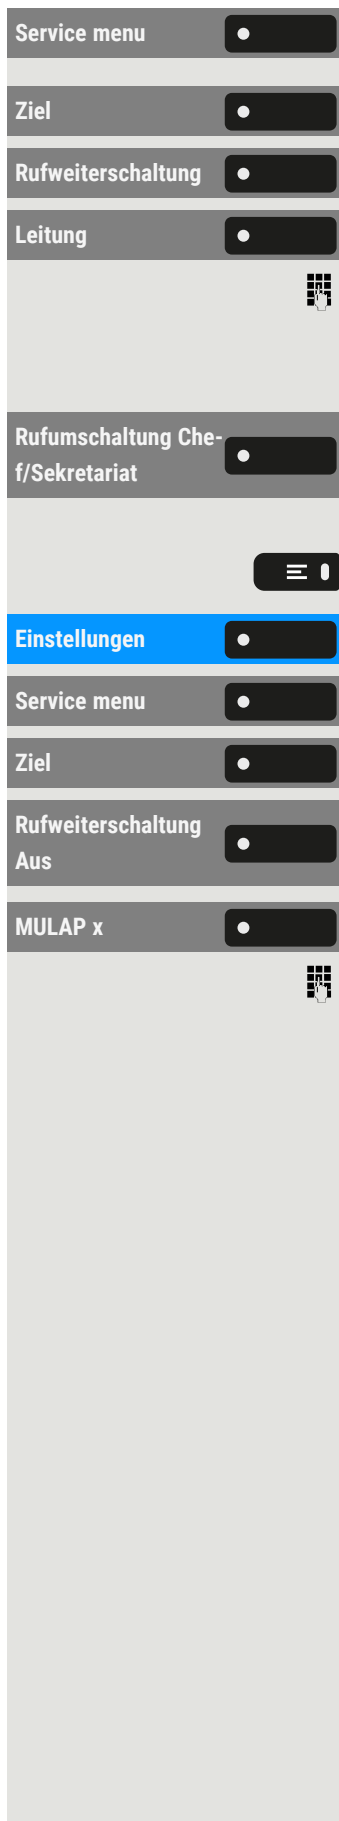 Service menu
Ziel
Rufweiterschaltung
Leitung
Rufumschaltung Che-
f/Sekretariat
Einstellungen
Service menu
Ziel
Rufweiterschaltung
Aus
MULAP x